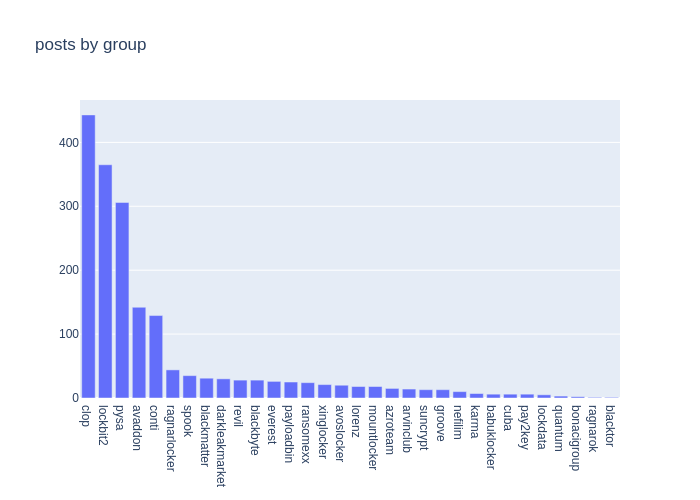 posts by group
400
300
200
100
0
clop
lockbit2
pysa
avaddon
conti
ragnarlocker
spook
blackmatter
darkleakmarket
revil
blackbyte
everest
payloadbin
ransomexx
xinglocker
avoslocker
lorenz
mountlocker
azroteam
arvinclub
suncrypt
groove
nefilim
karma
babuklocker
cuba
pay2key
lockdata
quantum
bonacigroup
ragnarok
blacktor